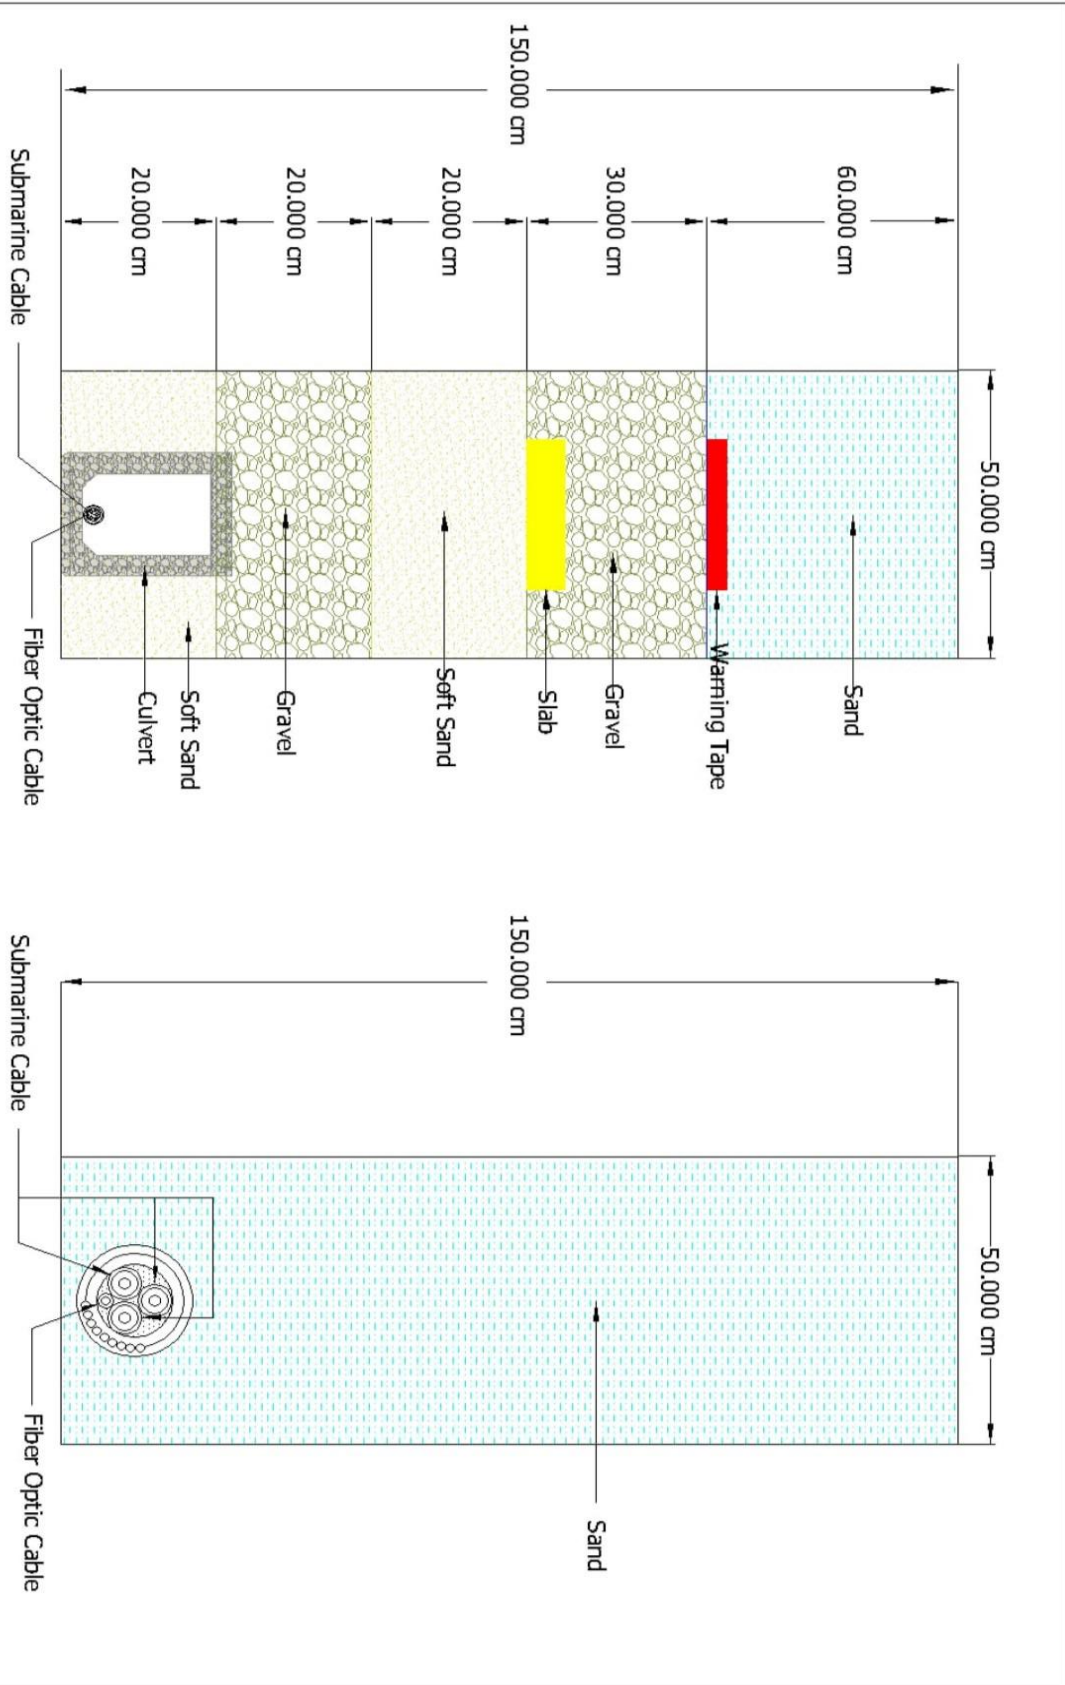 50.000 cm
150.000 cm
60.000 cm
30.000 cm
20.000 cm
20.000 cm
20.000 cm
Sand
Warning Tape
Gravel
Slab
Soft Sand
Gravel
Soft Sand
Culvert
Submarine Cable
Fiber Optic Cable
50.000 cm
150.000 cm
Sand
Submarine Cable
Fiber Optic Cable